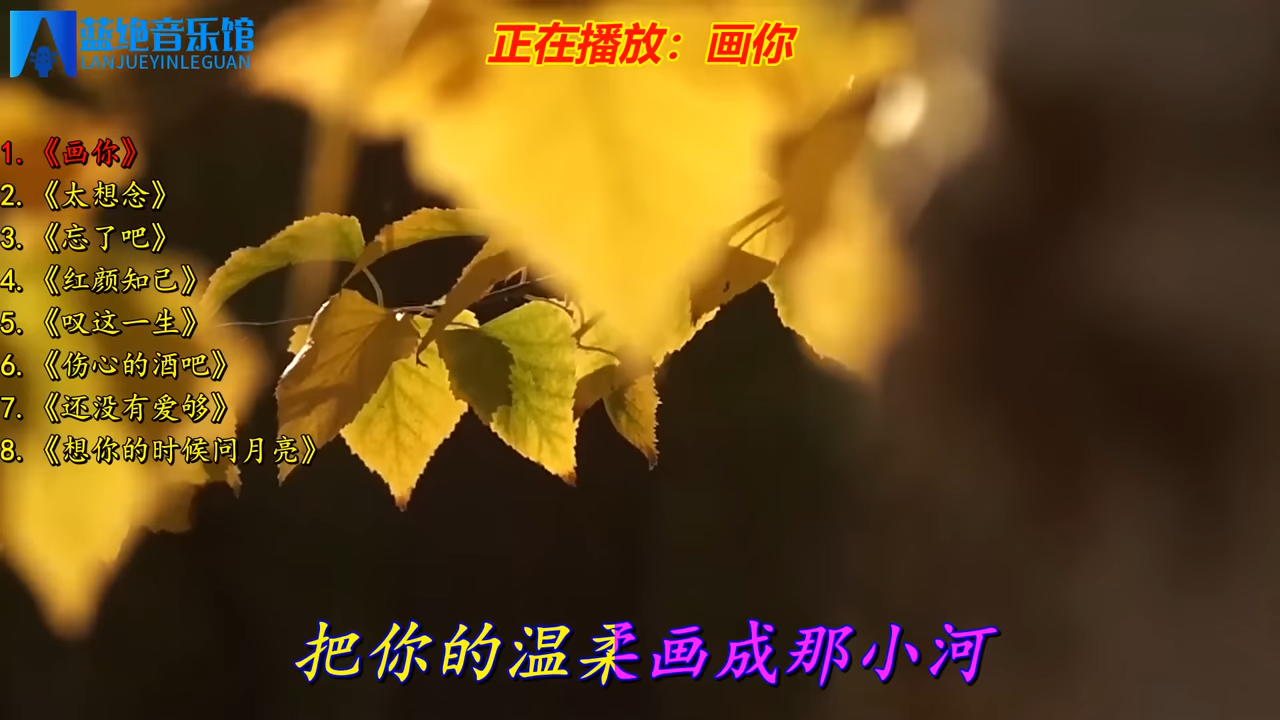 蓝绝音乐馆
LANJUEYINLEGUAN
正在播放：画你
1.《画你》
2.《太想念》
3.《忘了吧》
4.《红颜知己》
5.《叹这一生》
6.《伤心的酒吧》
7.《还没有爱够》
8.《想你的时候问月亮》
把你的温柔画成那小河